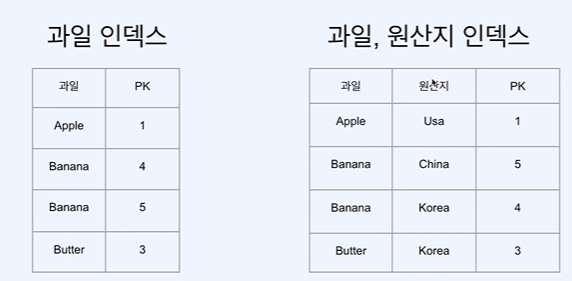 과일 인덱스
과일 PK
Apple 1
Banana 4
Banana 5
Butter 3
과일, 원산지 인덱스
과일 원산지 PK
Apple Usa 1
Banana China 5
Banana Korea 4
Butter Korea 3